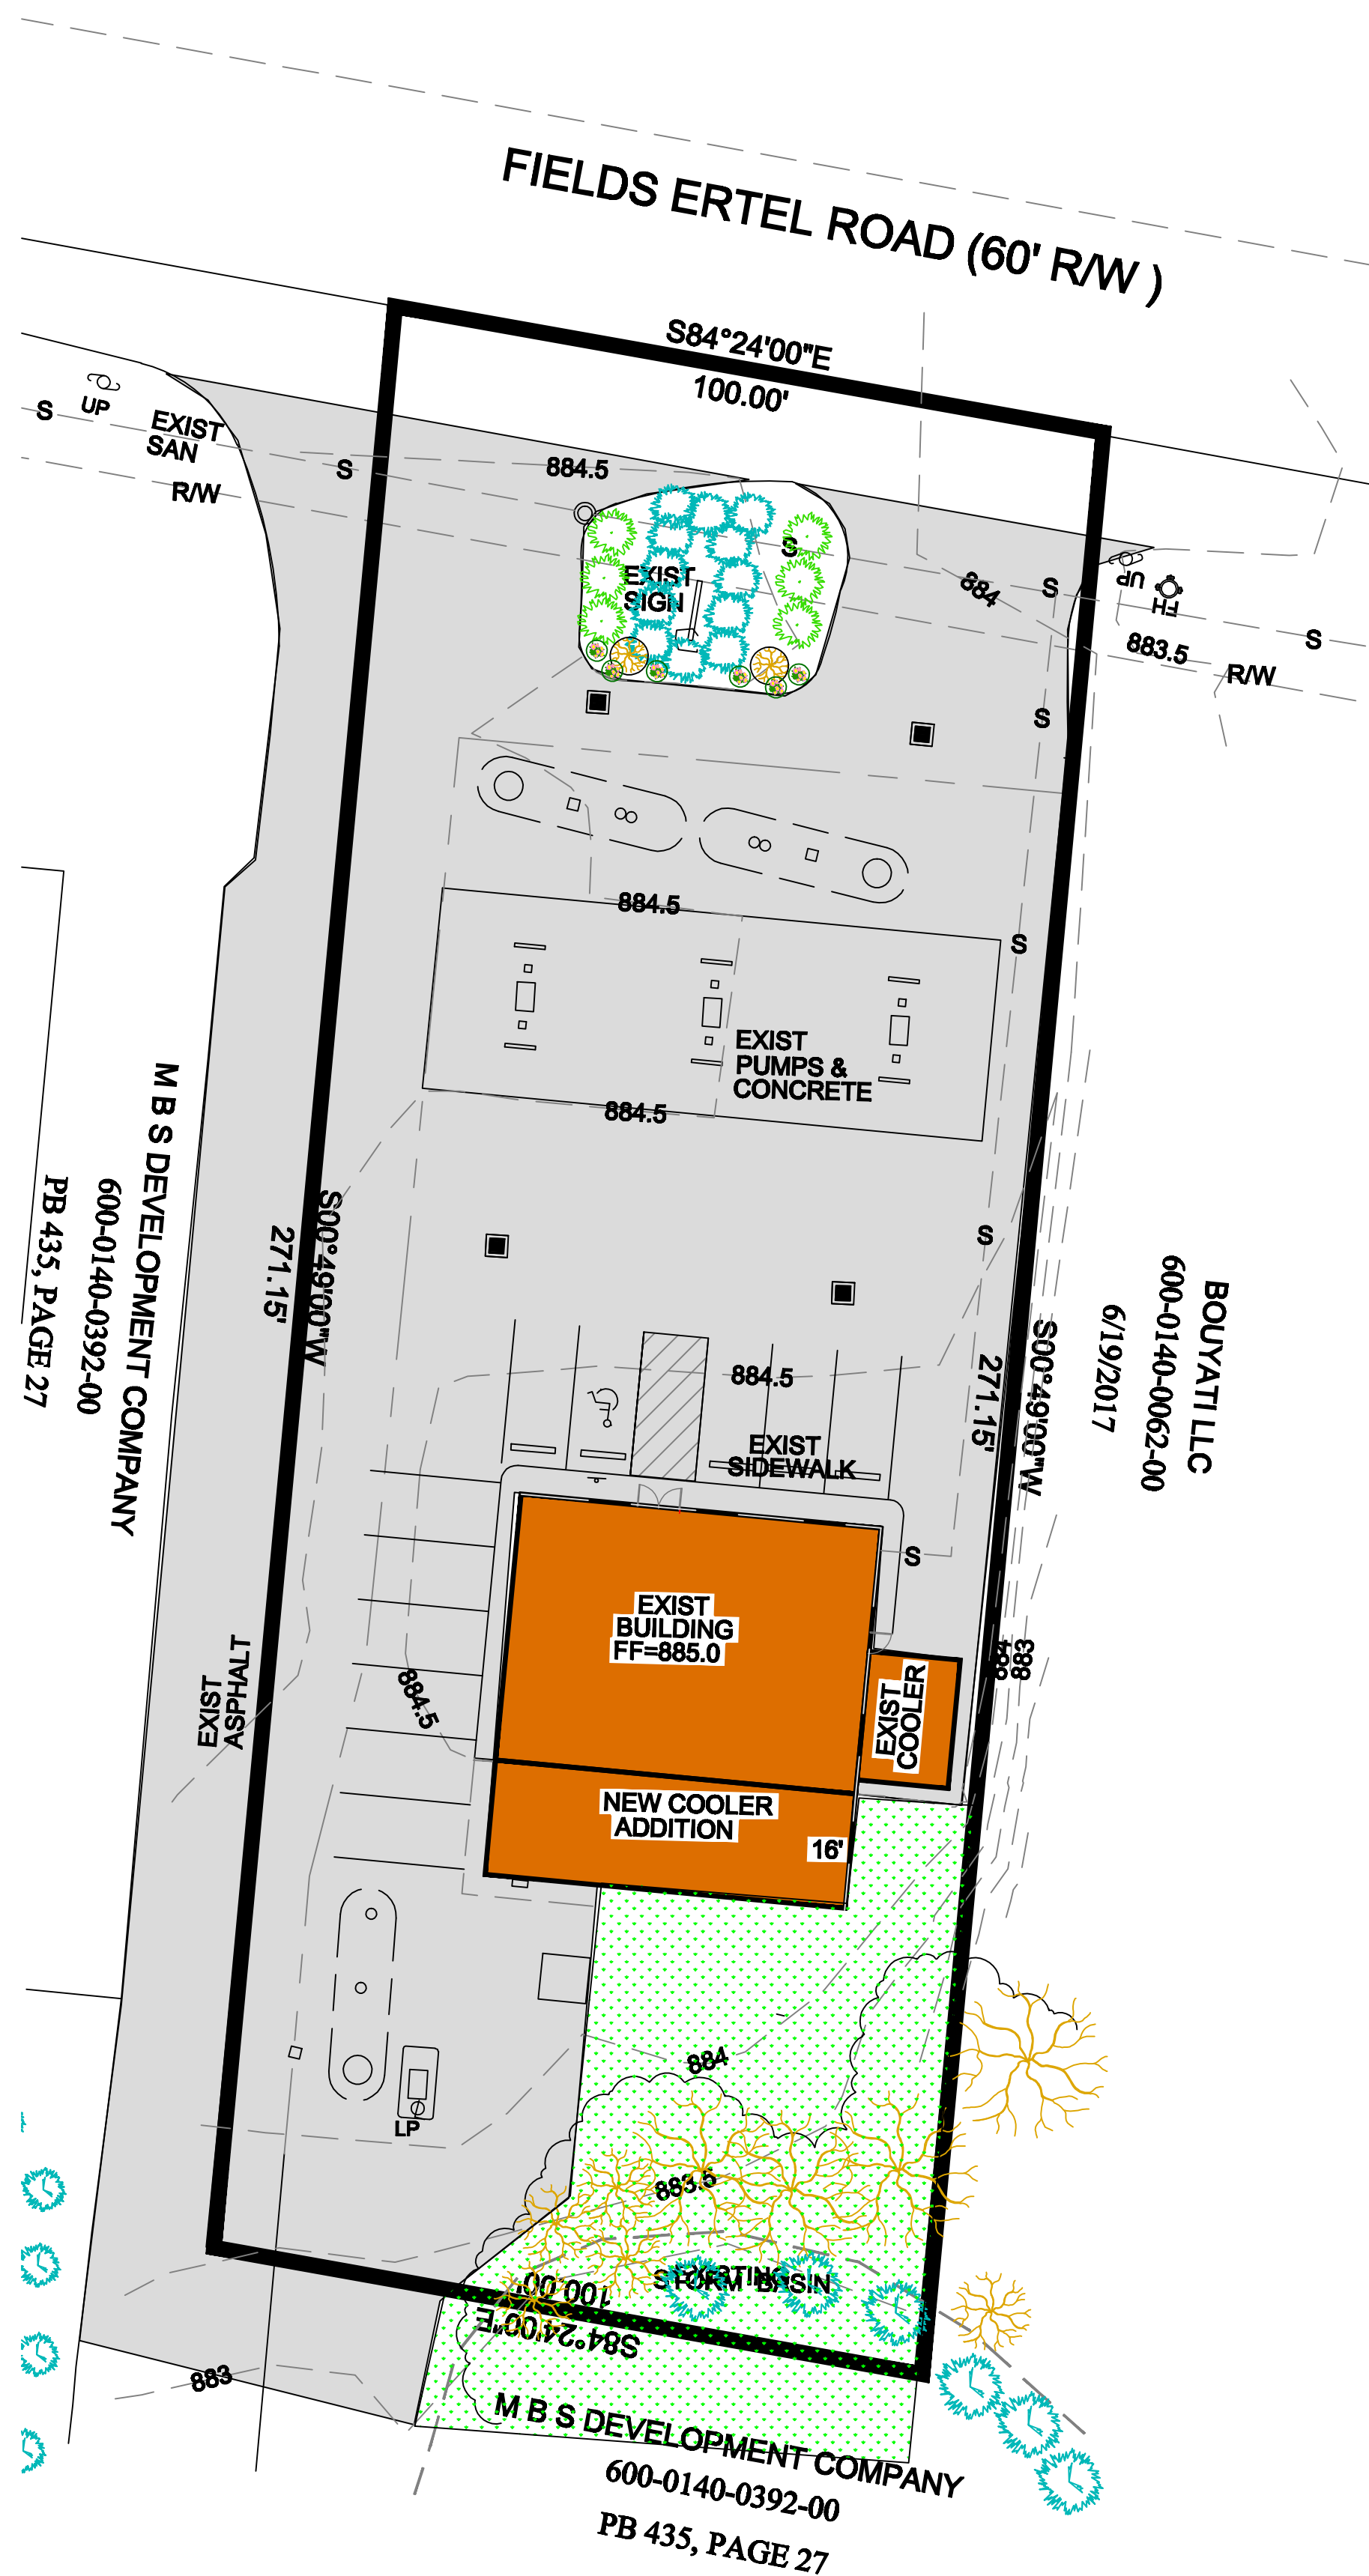 FIELDS ERTEL ROAD (60' R/W )
S84°24'00"E
100.00'
UP
S
EXIST
SAN
R/W
S
884.5
S
EXIST
SIGN
884
S
UP
FH
883.5
S
R/W
S
884.5
S
EXIST
PUMPS &
CONCRETE
884.5
M B S DEVELOPMENT COMPANY
600-0140-0392-00
PB 435, PAGE 27
S00°49'00"W
271.15'
S
BOUYATI LLC
600-0140-0062-00
6/19/2017
S00°49'00"W
271.15'
884.5
EXIST
SIDEWALK
S
EXIST
BUILDING
FF=885.0
884
883
EXIST
COOLER
EXIST
ASPHALT
884.5
NEW COOLER
ADDITION
16'
884
LP
883.5
EXISTING
STORM BASIN
100.00'
S84°24'00"E
883
M B S DEVELOPMENT COMPANY
600-0140-0392-00
PB 435, PAGE 27